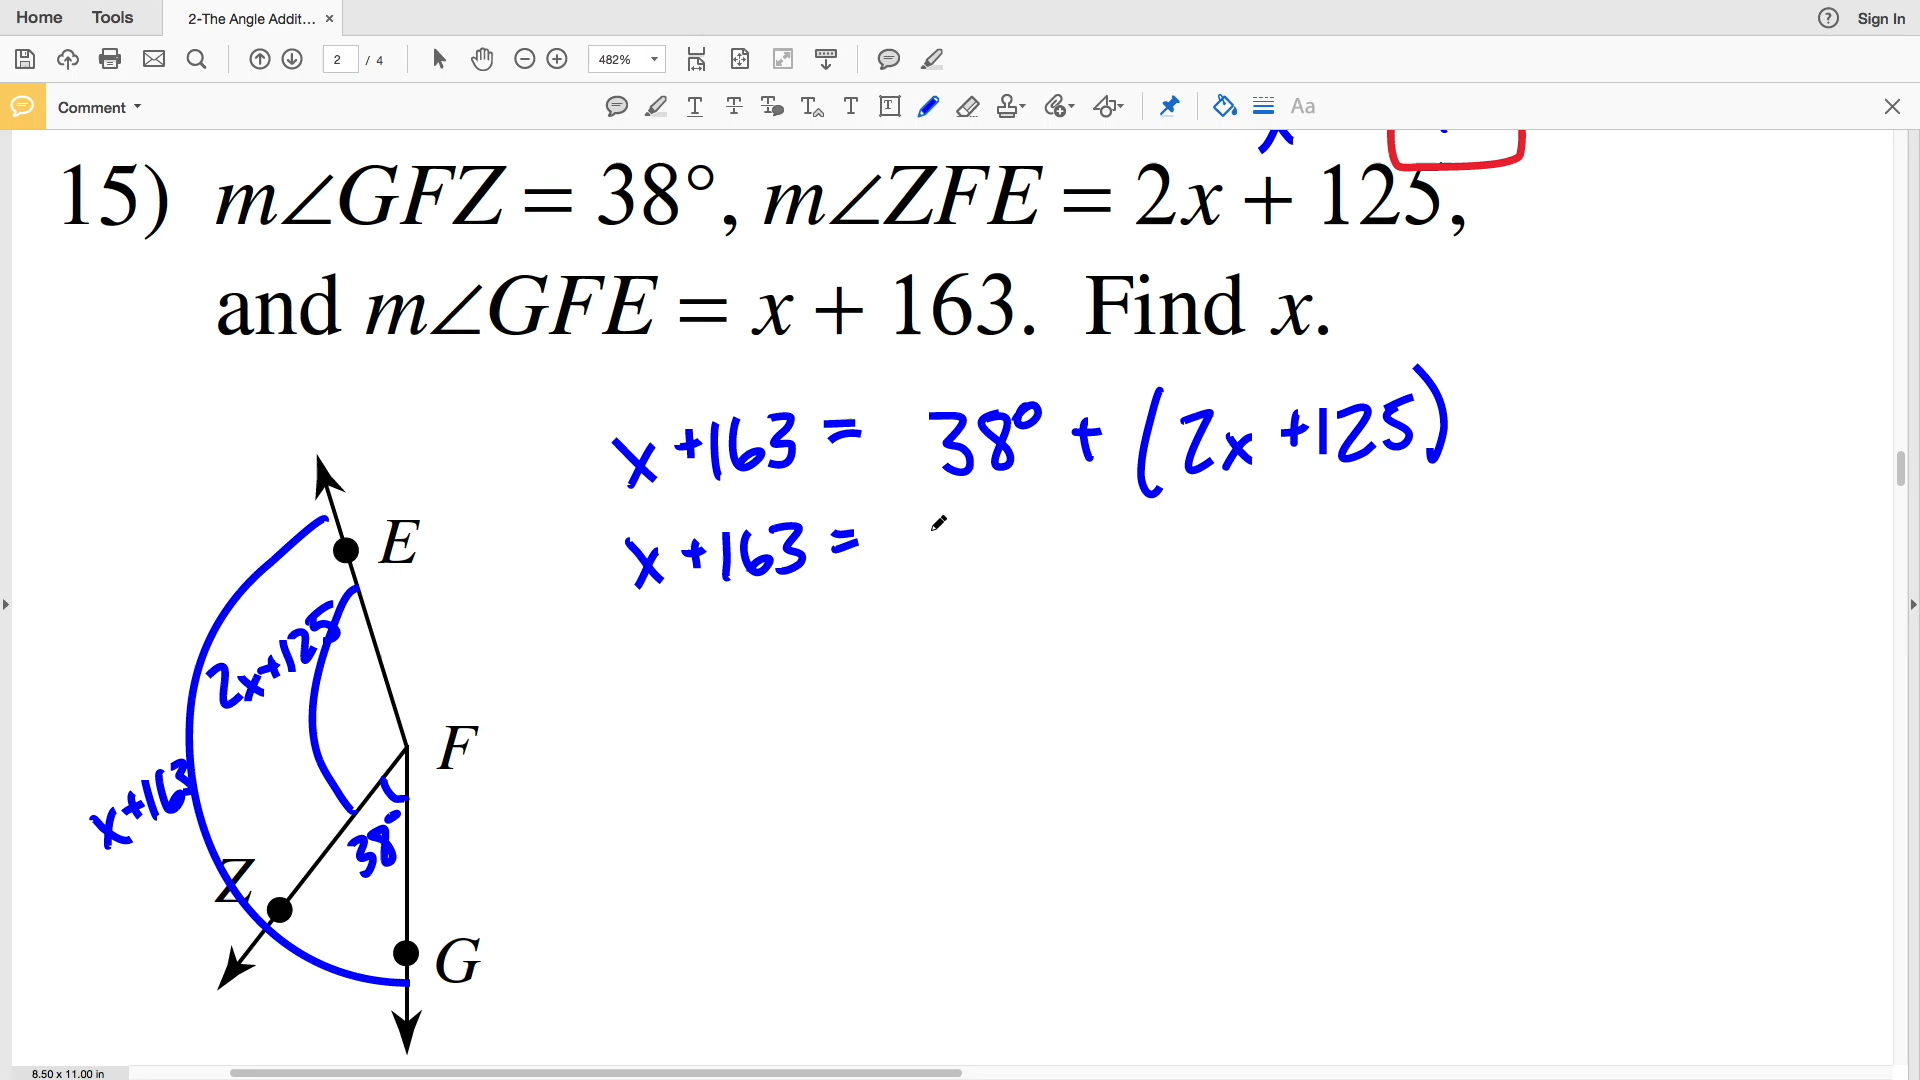 Home Tools 2-The Angle Addit... × ? Sign In
2 / 4 482%
Comment T T T T T T Aa
x
15) m∠GFZ = 38°, m∠ZFE = 2x + 125,
and m∠GFE = x + 163. Find x.
x + 163 = 38° + (2x + 125)
x + 163 =
E
2x+125
F
x+163
38°
Z
G
8.50 x 11.00 in